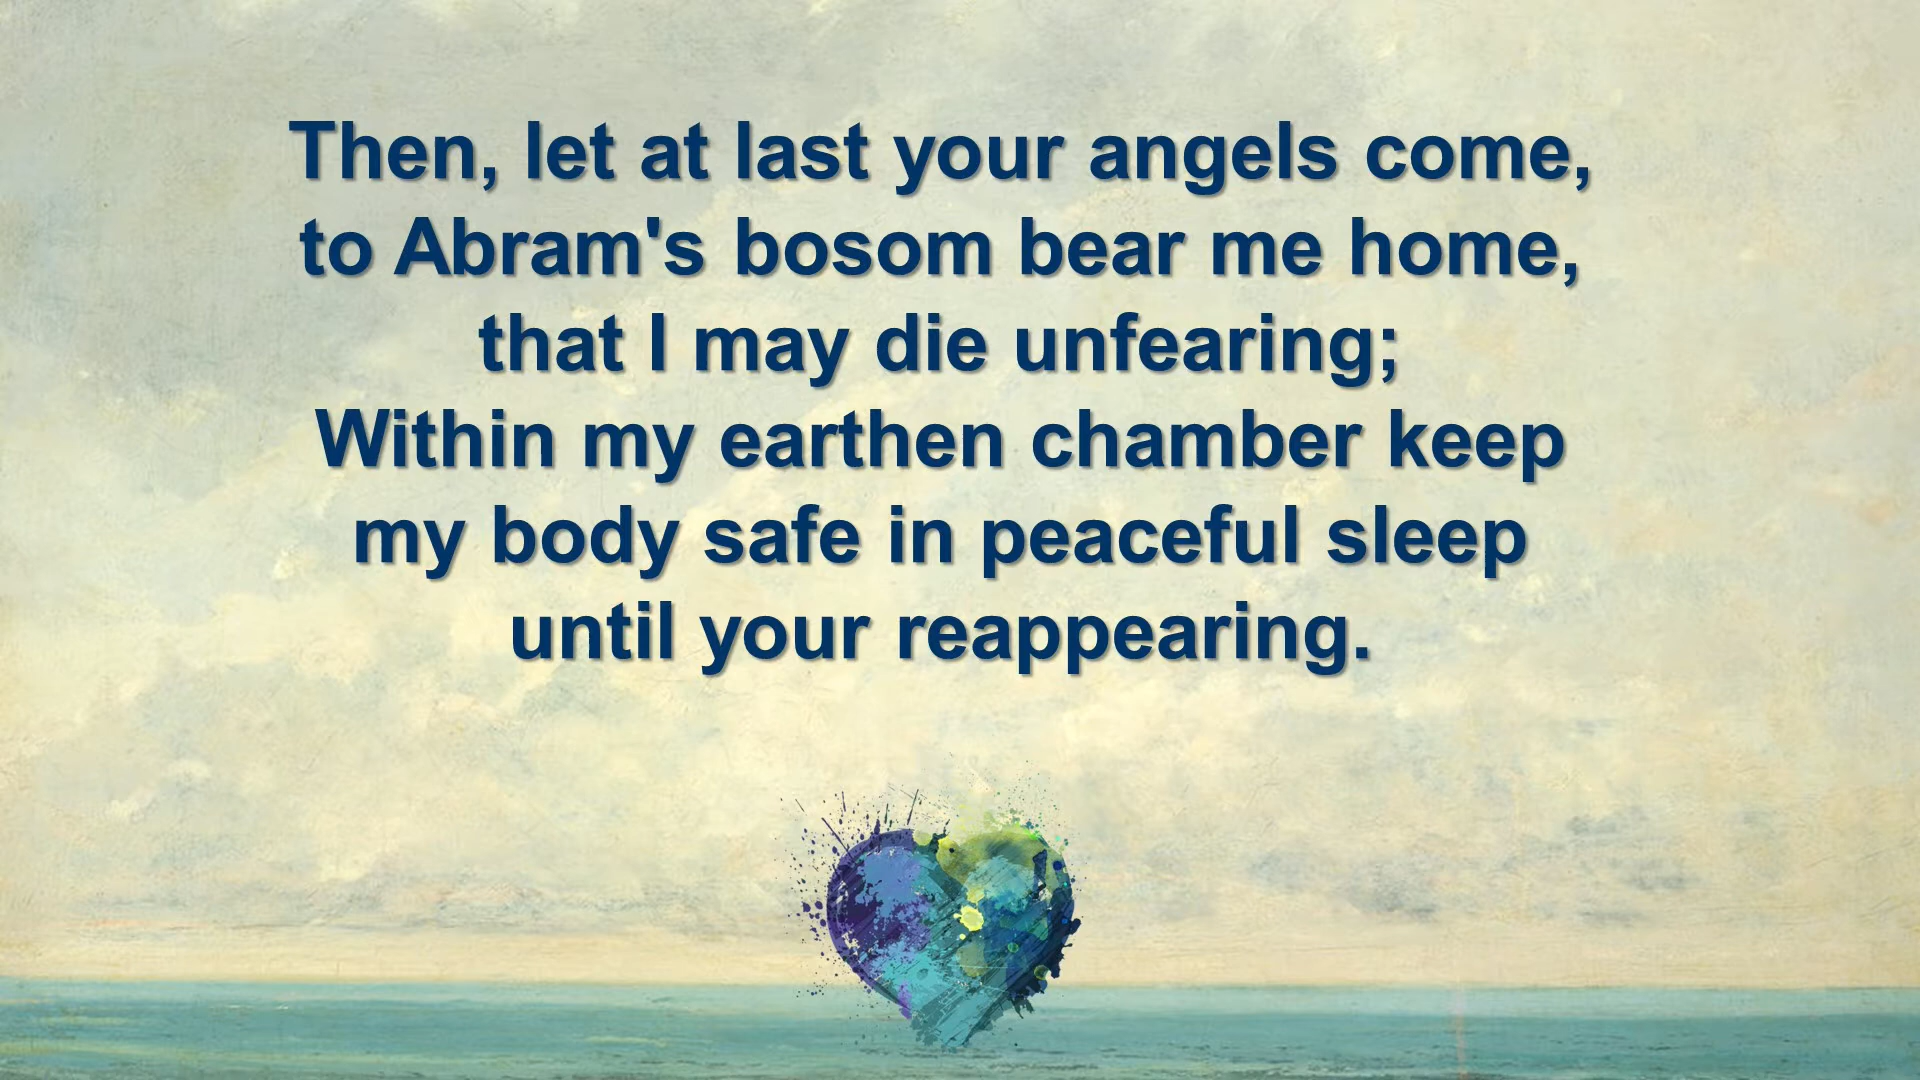 Then, let at last your angels come,
to Abram's bosom bear me home,
that I may die unfearing;
Within my earthen chamber keep
my body safe in peaceful sleep
until your reappearing.